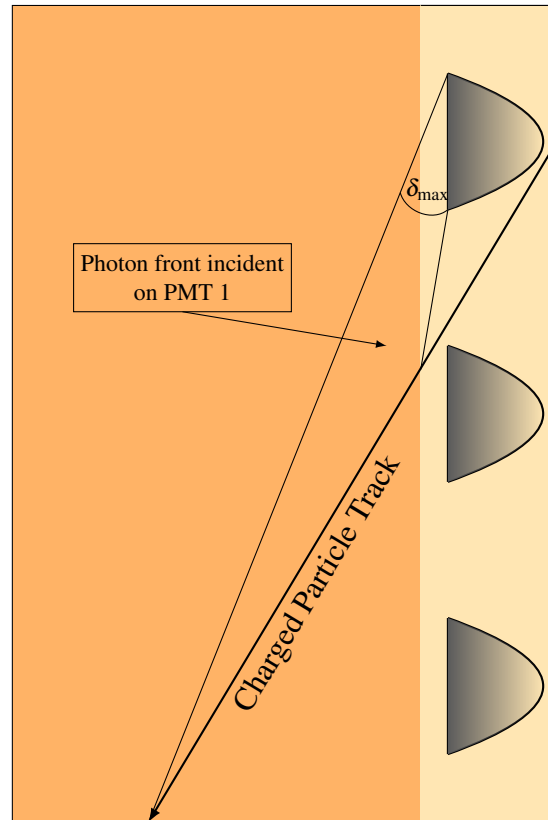 δmax
Photon front incident
on PMT 1
Charged Particle Track